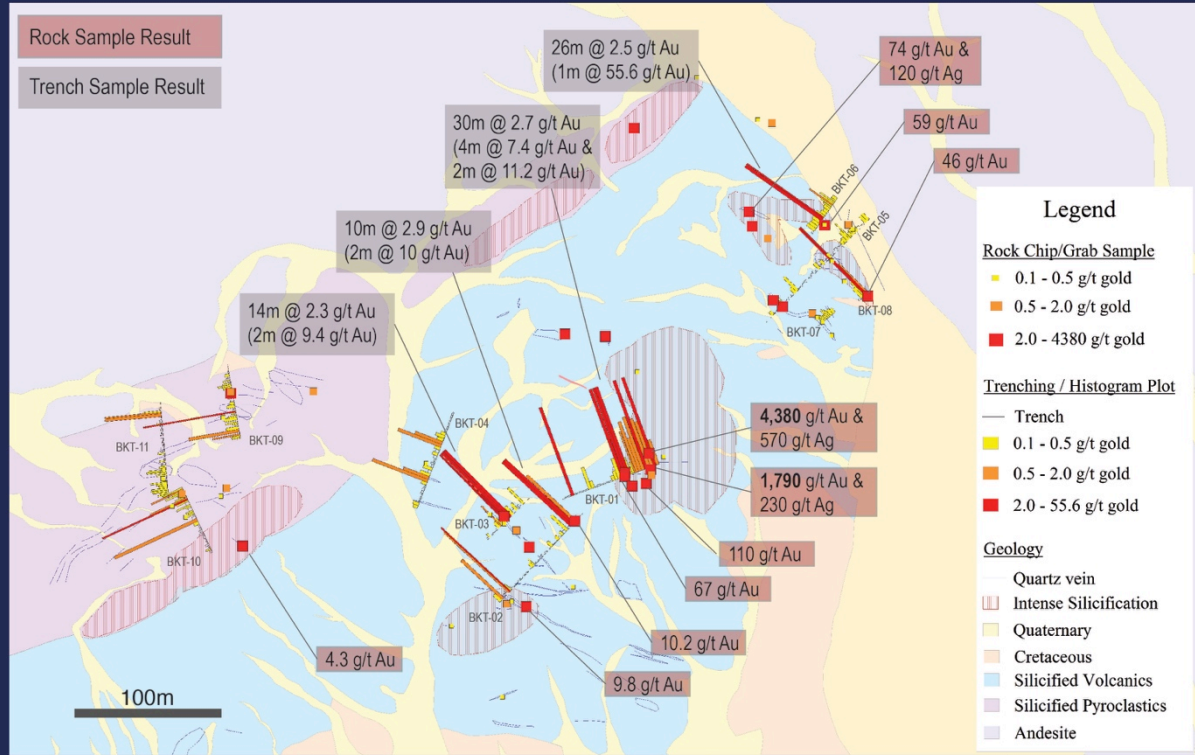 Rock Sample Result
Trench Sample Result
26m @ 2.5 g/t Au
(1m @ 55.6 g/t Au)
74 g/t Au &
120 g/t Ag
30m @ 2.7 g/t Au
(4m @ 7.4 g/t Au &
2m @ 11.2 g/t Au)
59 g/t Au
46 g/t Au
10m @ 2.9 g/t Au
(2m @ 10 g/t Au)
14m @ 2.3 g/t Au
(2m @ 9.4 g/t Au)
BKT-06
BKT-05
BKT-08
BKT-07
BKT-04
BKT-09
BKT-11
BKT-01
BKT-03
BKT-10
BKT-02
4,380 g/t Au &
570 g/t Ag
1,790 g/t Au &
230 g/t Ag
110 g/t Au
67 g/t Au
10.2 g/t Au
9.8 g/t Au
4.3 g/t Au
100m
Legend
Rock Chip/Grab Sample
0.1 - 0.5 g/t gold
0.5 - 2.0 g/t gold
2.0 - 4380 g/t gold
Trenching / Histogram Plot
Trench
0.1 - 0.5 g/t gold
0.5 - 2.0 g/t gold
2.0 - 55.6 g/t gold
Geology
Quartz vein
Intense Silicification
Quaternary
Cretaceous
Silicified Volcanics
Silicified Pyroclastics
Andesite